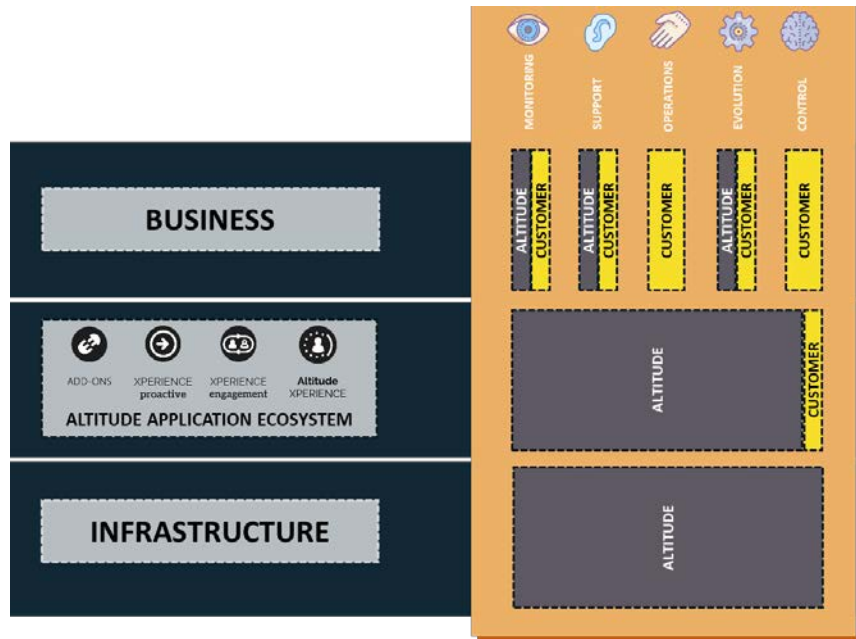 MONITORING
SUPPORT
OPERATIONS
EVOLUTION
CONTROL
BUSINESS
ALTITUDE
CUSTOMER
ALTITUDE
CUSTOMER
CUSTOMER
ALTITUDE
CUSTOMER
CUSTOMER
ADD-ONS
XPERIENCE
proactive
XPERIENCE
engagement
Altitude
XPERIENCE
ALTITUDE APPLICATION ECOSYSTEM
ALTITUDE
CUSTOMER
INFRASTRUCTURE
ALTITUDE